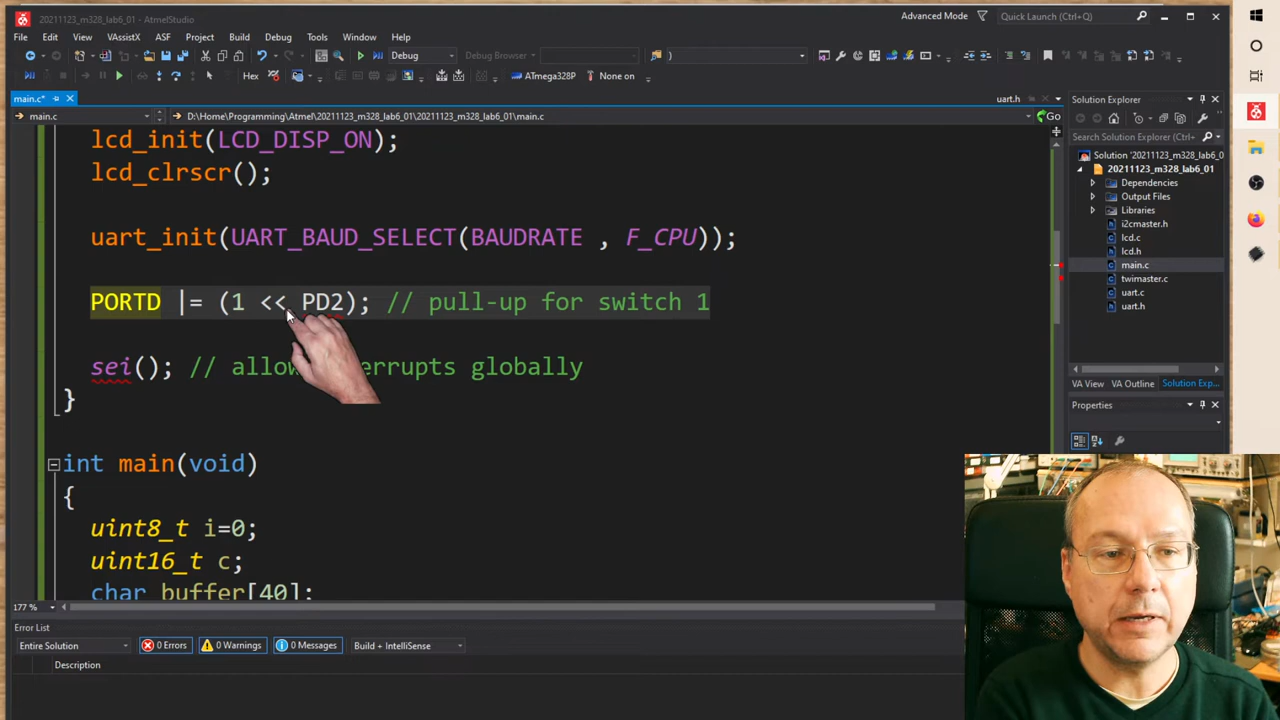 20211123_m328_lab6_01 - AtmelStudio
Advanced Mode
Quick Launch (Ctrl+Q)
File Edit View VAssistX ASF Project Build Debug Tools Window Help
Debug
Debug Browser
)
Hex
ATmega328P
None on
main.c*
uart.h
main.c
D:\Home\Programming\Atmel\20211123_m328_lab6_01\20211123_m328_lab6_01\main.c
Go
lcd_init(LCD_DISP_ON);
lcd_clrscr();
uart_init(UART_BAUD_SELECT(BAUDRATE , F_CPU));
PORTD |= (1 << PD2); // pull-up for switch 1
sei(); // allow errupts globally
}
int main(void)
{
uint8_t i=0;
uint16_t c;
char buffer[40];
177 %
Solution Explorer
Search Solution Explorer
Solution '20211123_m328_lab6_0
20211123_m328_lab6_01
Dependencies
Output Files
Libraries
i2cmaster.h
lcd.c
lcd.h
main.c
twimaster.c
uart.c
uart.h
VA View
VA Outline
Solution Exp...
Properties
Error List
Entire Solution
0 Errors
0 Warnings
0 Messages
Build + IntelliSense
Description